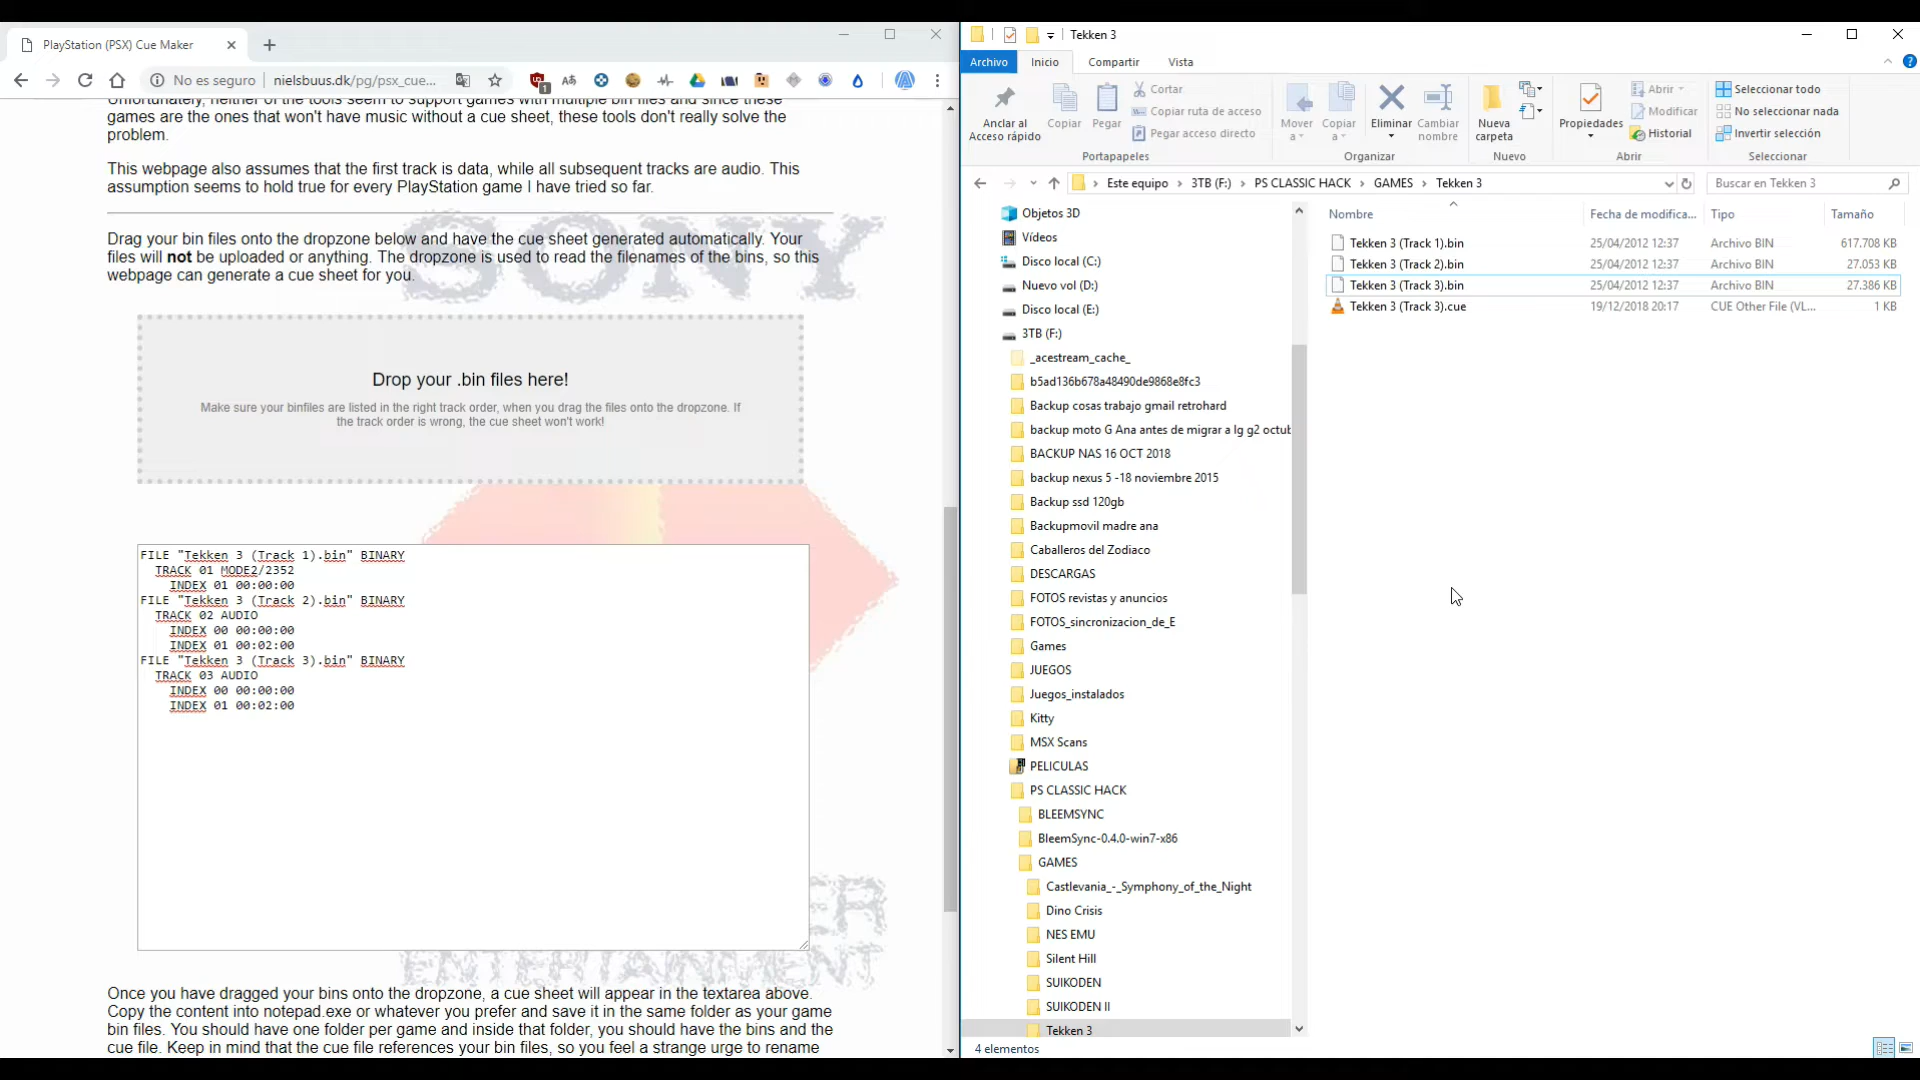 PlayStation (PSX) Cue Maker
No es seguro
nielsbuus.dk/pg/psx_cue...
1
Unfortunately, neither of the tools seem to support games with multiple bin files and since these
games are the ones that won't have music without a cue sheet, these tools don't really solve the
problem.
This webpage also assumes that the first track is data, while all subsequent tracks are audio. This
assumption seems to hold true for every PlayStation game I have tried so far.
SONY
Drag your bin files onto the dropzone below and have the cue sheet generated automatically. Your
files will not be uploaded or anything. The dropzone is used to read the filenames of the bins, so this
webpage can generate a cue sheet for you.
Drop your .bin files here!
Make sure your binfiles are listed in the right track order, when you drag the files onto the dropzone. If
the track order is wrong, the cue sheet won't work!
FILE "Tekken 3 (Track 1).bin" BINARY
TRACK 01 MODE2/2352
INDEX 01 00:00:00
FILE "Tekken 3 (Track 2).bin" BINARY
TRACK 02 AUDIO
INDEX 00 00:00:00
INDEX 01 00:02:00
FILE "Tekken 3 (Track 3).bin" BINARY
TRACK 03 AUDIO
INDEX 00 00:00:00
INDEX 01 00:02:00
ER
ENTERTAINMENT
Once you have dragged your bins onto the dropzone, a cue sheet will appear in the textarea above.
Copy the content into notepad.exe or whatever you prefer and save it in the same folder as your game
bin files. You should have one folder per game and inside that folder, you should have the bins and the
cue file. Keep in mind that the cue file references your bin files, so you feel a strange urge to rename
Tekken 3
Archivo
Inicio
Compartir
Vista
Anclar al
Acceso rápido
Copiar
Pegar
Cortar
Copiar ruta de acceso
Pegar acceso directo
Portapapeles
Mover
a
Copiar
a
Eliminar
Cambiar
nombre
Organizar
Nueva
carpeta
Nuevo
Propiedades
Abrir
Modificar
Historial
Abrir
Seleccionar todo
No seleccionar nada
Invertir selección
Seleccionar
Este equipo
3TB (F:)
PS CLASSIC HACK
GAMES
Tekken 3
Buscar en Tekken 3
Objetos 3D
Vídeos
Disco local (C:)
Nuevo vol (D:)
Disco local (E:)
3TB (F:)
_acestream_cache_
b5ad136b678a48490de9868e8fc3
Backup cosas trabajo gmail retrohard
backup moto G Ana antes de migrar a lg g2 octub
BACKUP NAS 16 OCT 2018
backup nexus 5 -18 noviembre 2015
Backup ssd 120gb
Backupmovil madre ana
Caballeros del Zodiaco
DESCARGAS
FOTOS revistas y anuncios
FOTOS_sincronizacion_de_E
Games
JUEGOS
Juegos_instalados
Kitty
MSX Scans
PELICULAS
PS CLASSIC HACK
BLEEMSYNC
BleemSync-0.4.0-win7-x86
GAMES
Castlevania_-_Symphony_of_the_Night
Dino Crisis
NES EMU
Silent Hill
SUIKODEN
SUIKODEN II
Tekken 3
Nombre Fecha de modifica... Tipo Tamaño
Tekken 3 (Track 1).bin 25/04/2012 12:37 Archivo BIN 617.708 KB
Tekken 3 (Track 2).bin 25/04/2012 12:37 Archivo BIN 27.053 KB
Tekken 3 (Track 3).bin 25/04/2012 12:37 Archivo BIN 27.386 KB
Tekken 3 (Track 3).cue 19/12/2018 20:17 CUE Other File (VL... 1 KB
4 elementos